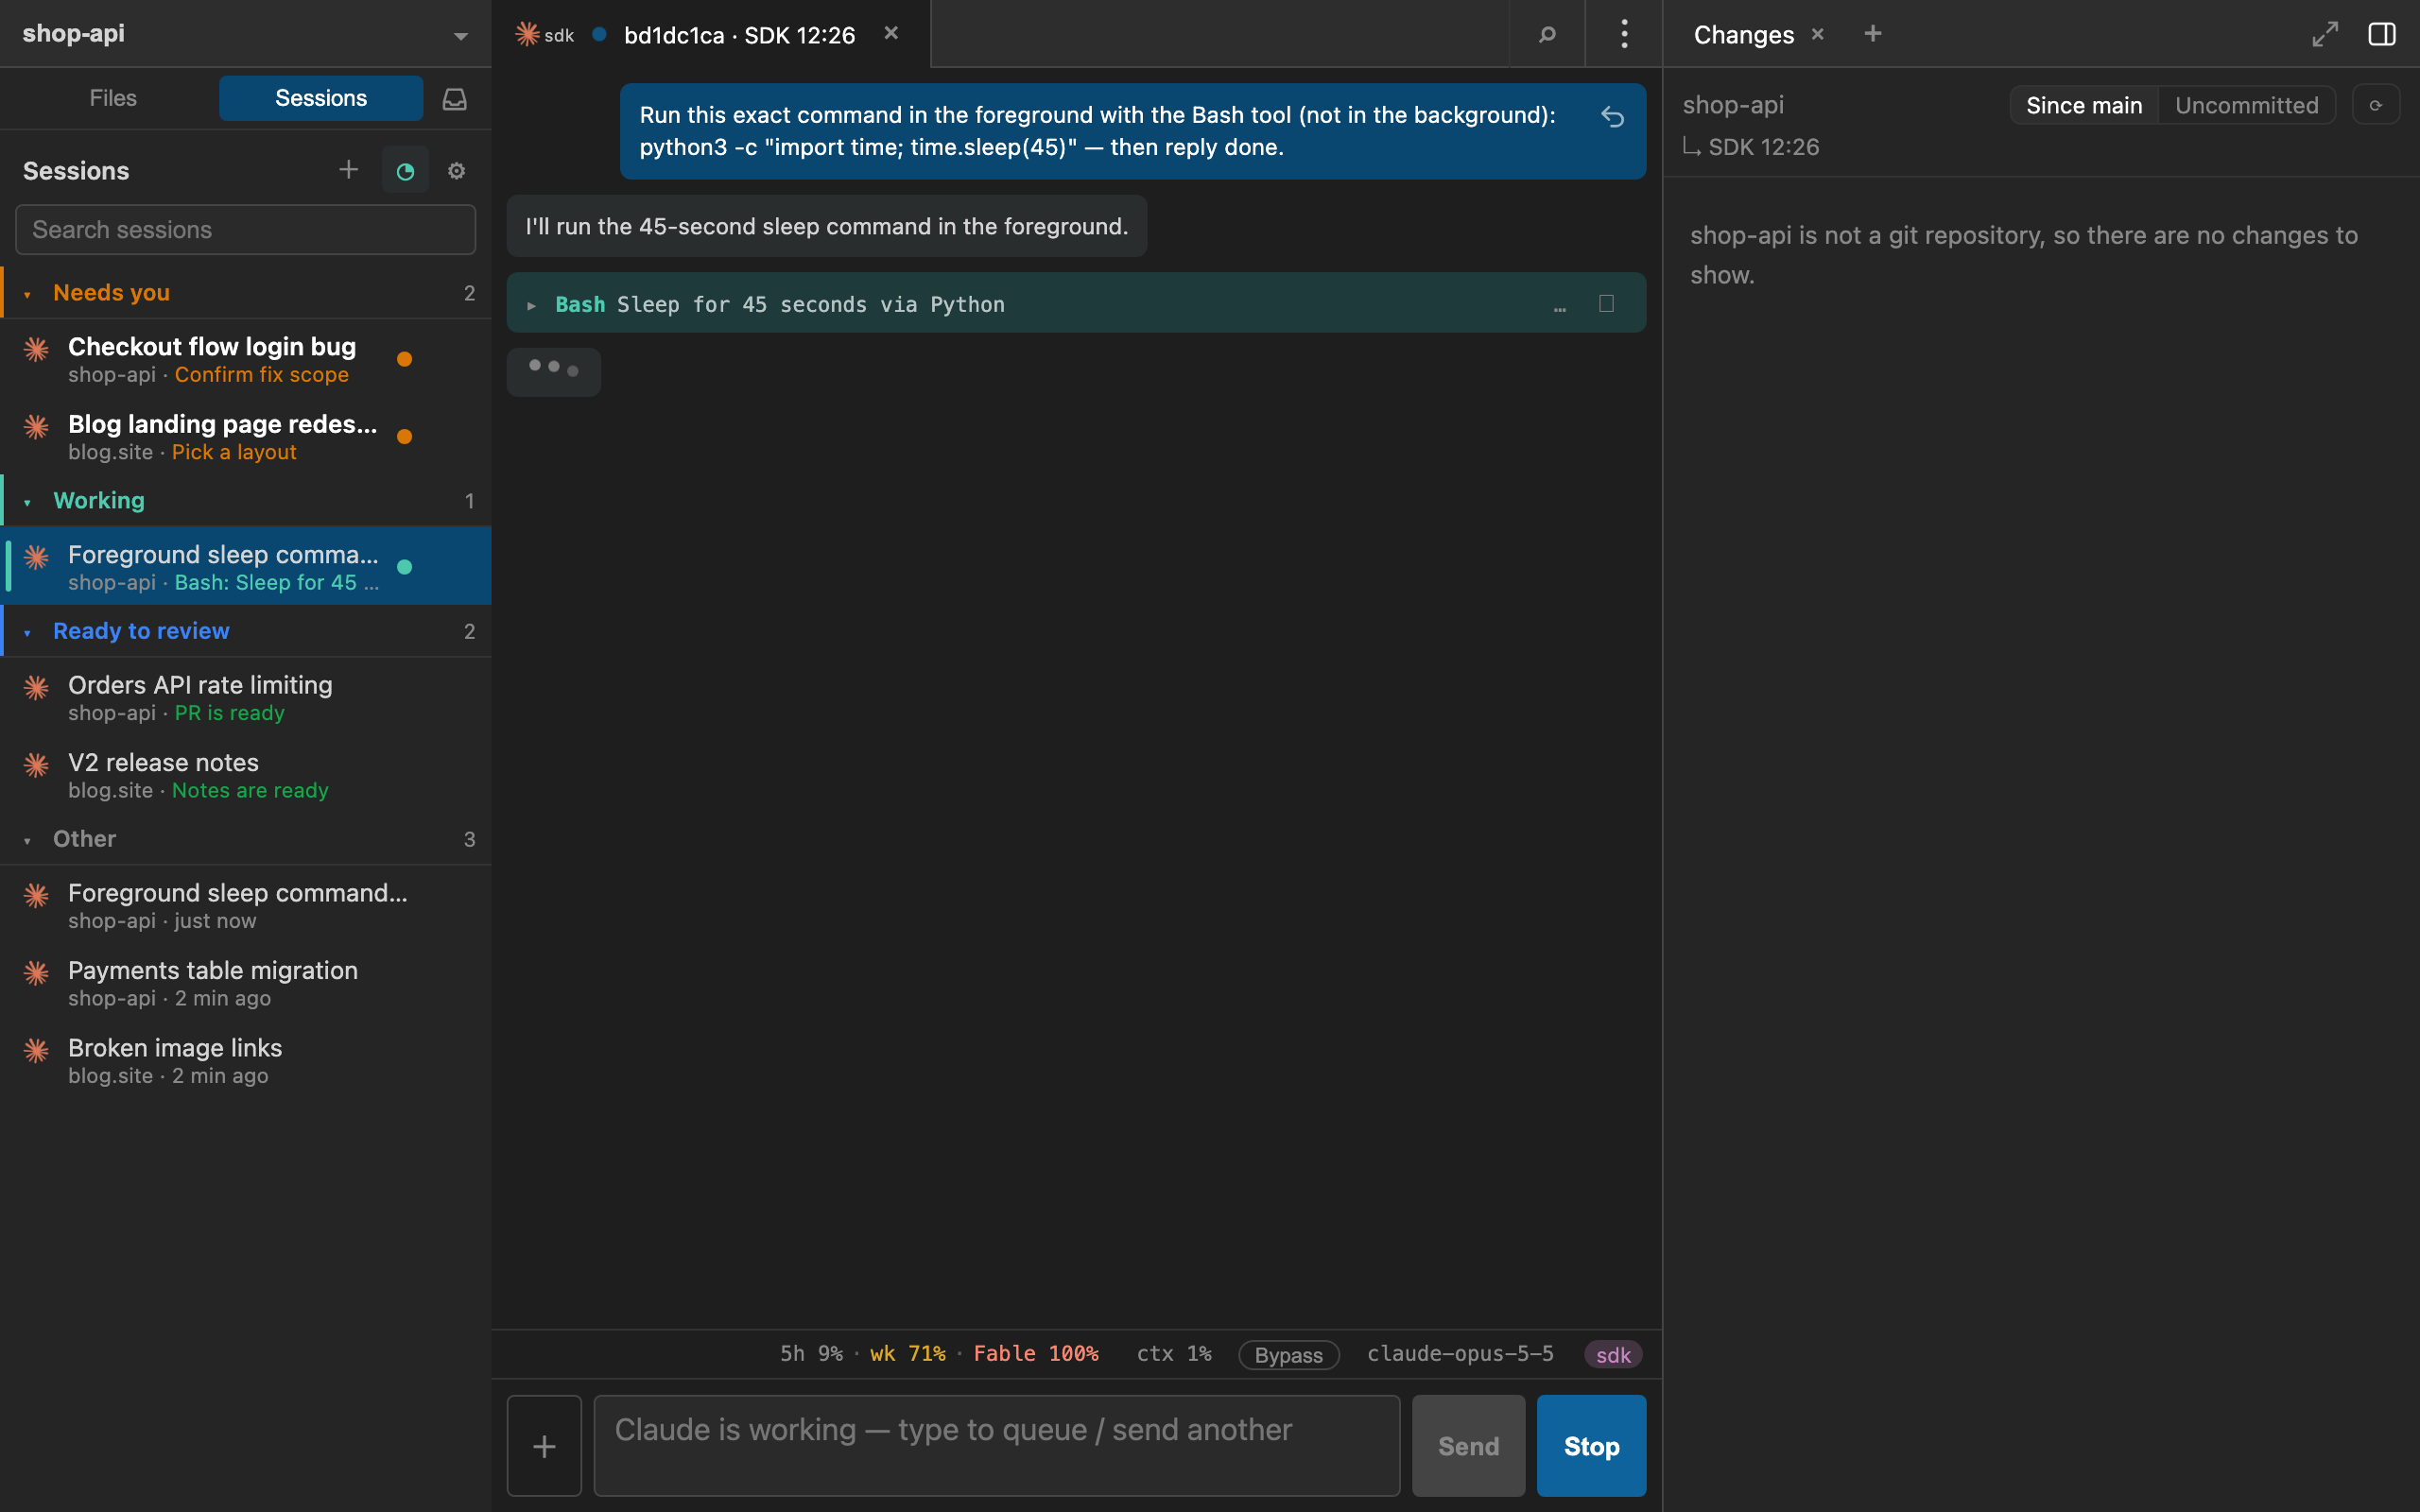 shop-api
Files
Sessions
Sessions
Search sessions
Needs you
2
Checkout flow login bug
shop-api · Confirm fix scope
Blog landing page redes...
blog.site · Pick a layout
Working
1
Foreground sleep comma...
shop-api · Bash: Sleep for 45 ...
Ready to review
2
Orders API rate limiting
shop-api · PR is ready
V2 release notes
blog.site · Notes are ready
Other
3
Foreground sleep command...
shop-api · just now
Payments table migration
shop-api · 2 min ago
Broken image links
blog.site · 2 min ago
sdk
bd1dc1ca · SDK 12:26
Run this exact command in the foreground with the Bash tool (not in the background):
python3 -c "import time; time.sleep(45)" — then reply done.
I'll run the 45-second sleep command in the foreground.
Bash Sleep for 45 seconds via Python
…
5h 9% · wk 71% · Fable 100%
ctx 1%
Bypass
claude-opus-5-5
sdk
Claude is working — type to queue / send another
Send
Stop
Changes
shop-api
Since main
Uncommitted
SDK 12:26
shop-api is not a git repository, so there are no changes to
show.